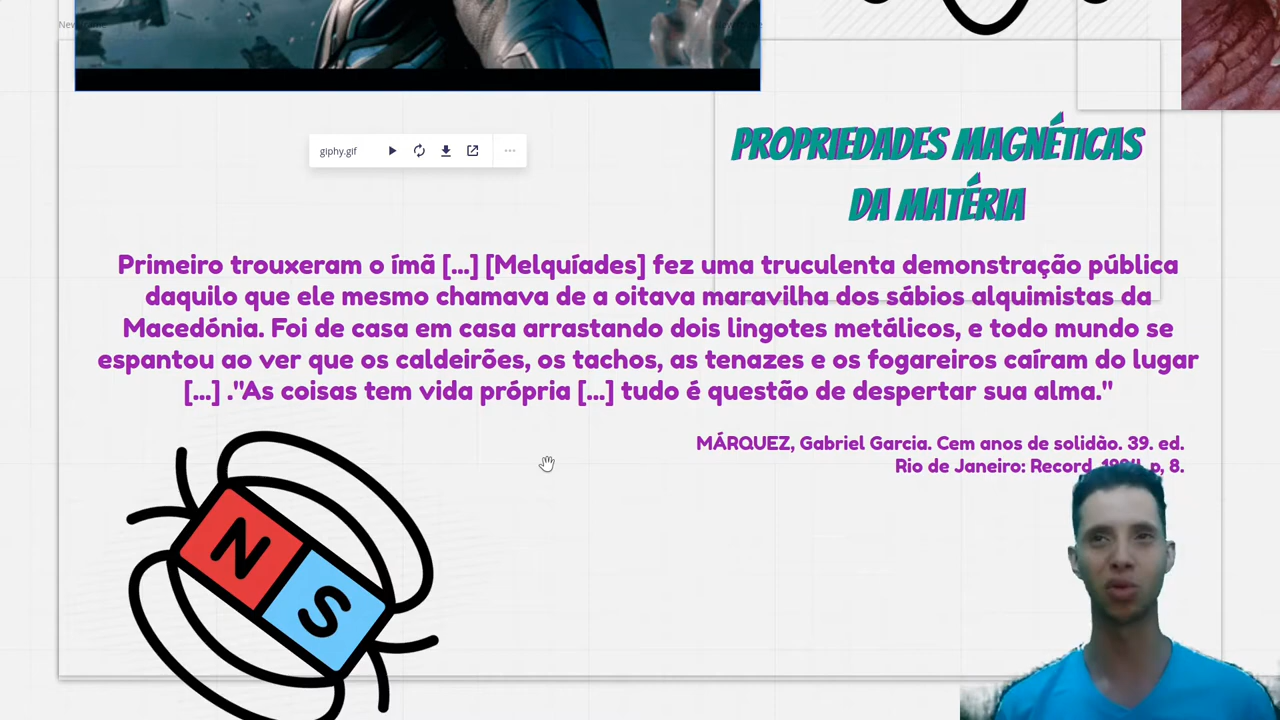 New
giphy.gif
PROPRIEDADES MAGNÉTICAS
DA MATÉRIA
Primeiro trouxeram o ímã [...] [Melquíades] fez uma truculenta demonstração pública
daquilo que ele mesmo chamava de a oitava maravilha dos sábios alquimistas da
Macedónia. Foi de casa em casa arrastando dois lingotes metálicos, e todo mundo se
espantou ao ver que os caldeirões, os tachos, as tenazes e os fogareiros caíram do lugar
[...] ."As coisas tem vida própria [...] tudo é questão de despertar sua alma."
MÁRQUEZ, Gabriel Garcia. Cem anos de solidão. 39. ed.
Rio de Janeiro: Record, p, 8.
N
S